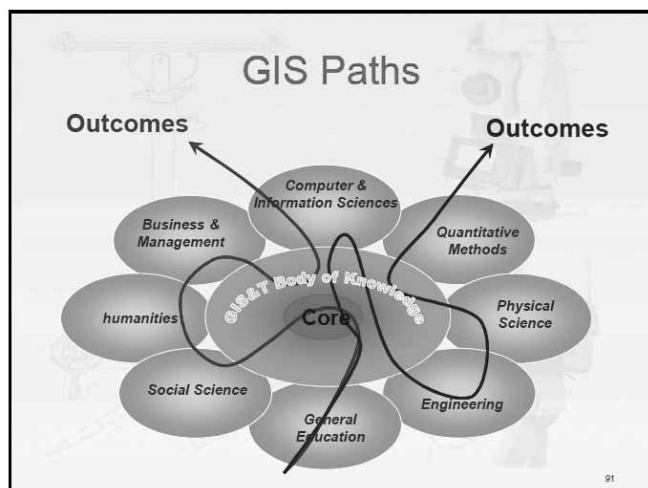 GIS Paths
Outcomes
Outcomes
Computer &
Information Sciences
Business &
Management
Quantitative
Methods
GIS&T Body of Knowledge
humanities
Core
Physical
Science
Social Science
Engineering
General
Education
91